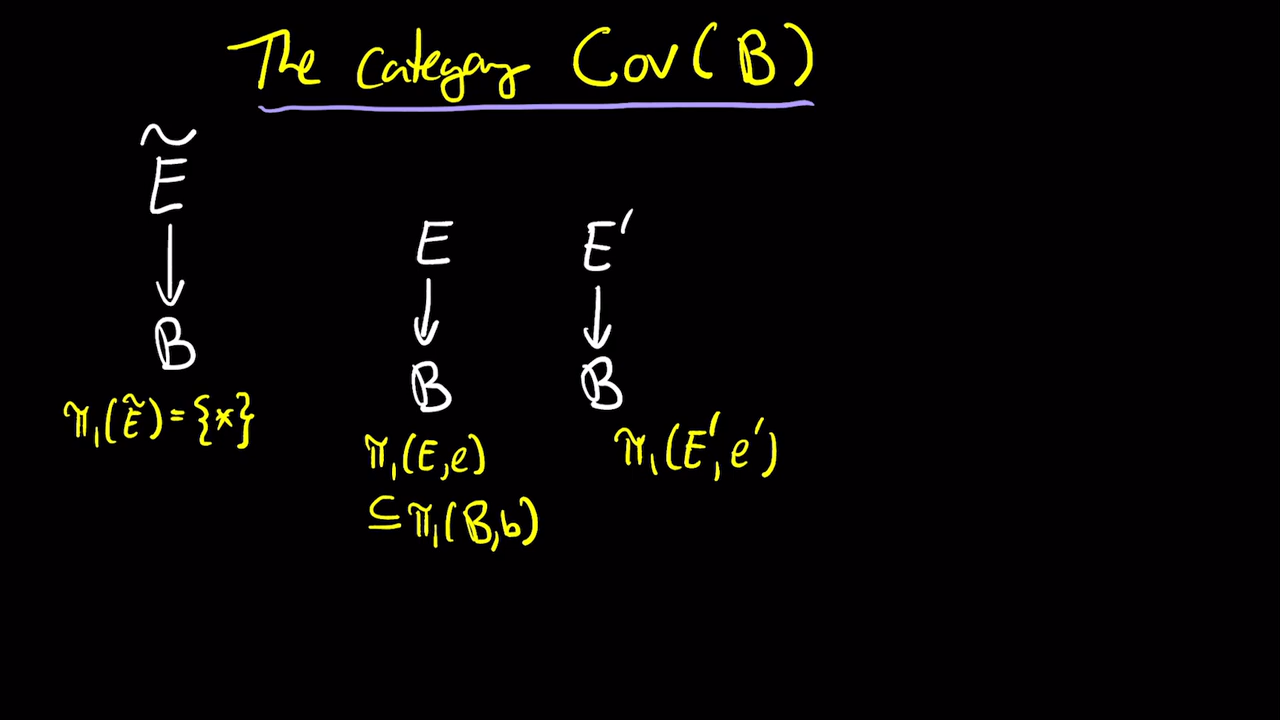 The category Cov(B)
Ẽ
↓
B
π₁(Ẽ)={*}
E
↓
B
π₁(E,e)
⊆π₁(B,b)
E′
↓
B
π₁(E′,e′)